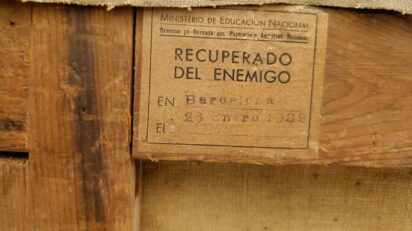 MINISTERIO DE EDUCACIÓN NACIONAL
SERVICIO DE DEFENSA DEL PATRIMONIO ARTÍSTICO NACIONAL
RECUPERADO
DEL ENEMIGO
EN Barcelona
26 Enero 1939
El